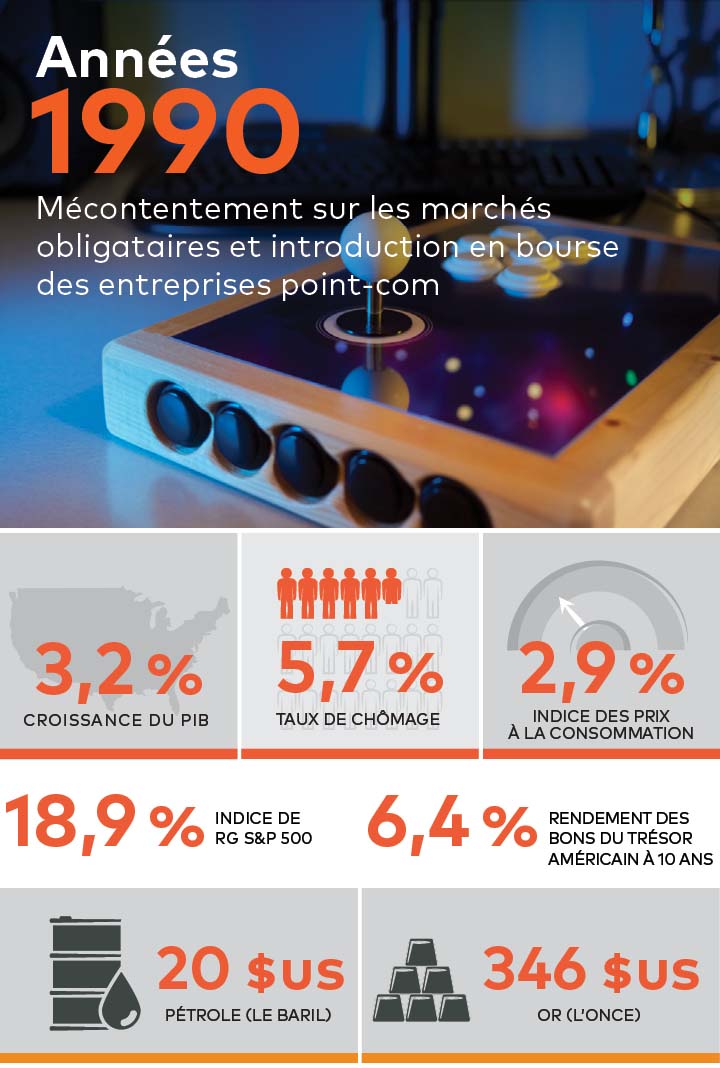 Années
1990
Mécontentement sur les marchés
obligataires et introduction en bourse
des entreprises point-com
3,2 %
CROISSANCE DU PIB
5,7 %
TAUX DE CHÔMAGE
2,9 %
INDICE DES PRIX
À LA CONSOMMATION
18,9 %
INDICE DE
RG S&P 500
6,4 %
RENDEMENT DES
BONS DU TRÉSOR
AMÉRICAIN À 10 ANS
20 $US
PÉTROLE (LE BARIL)
346 $US
OR (L'ONCE)